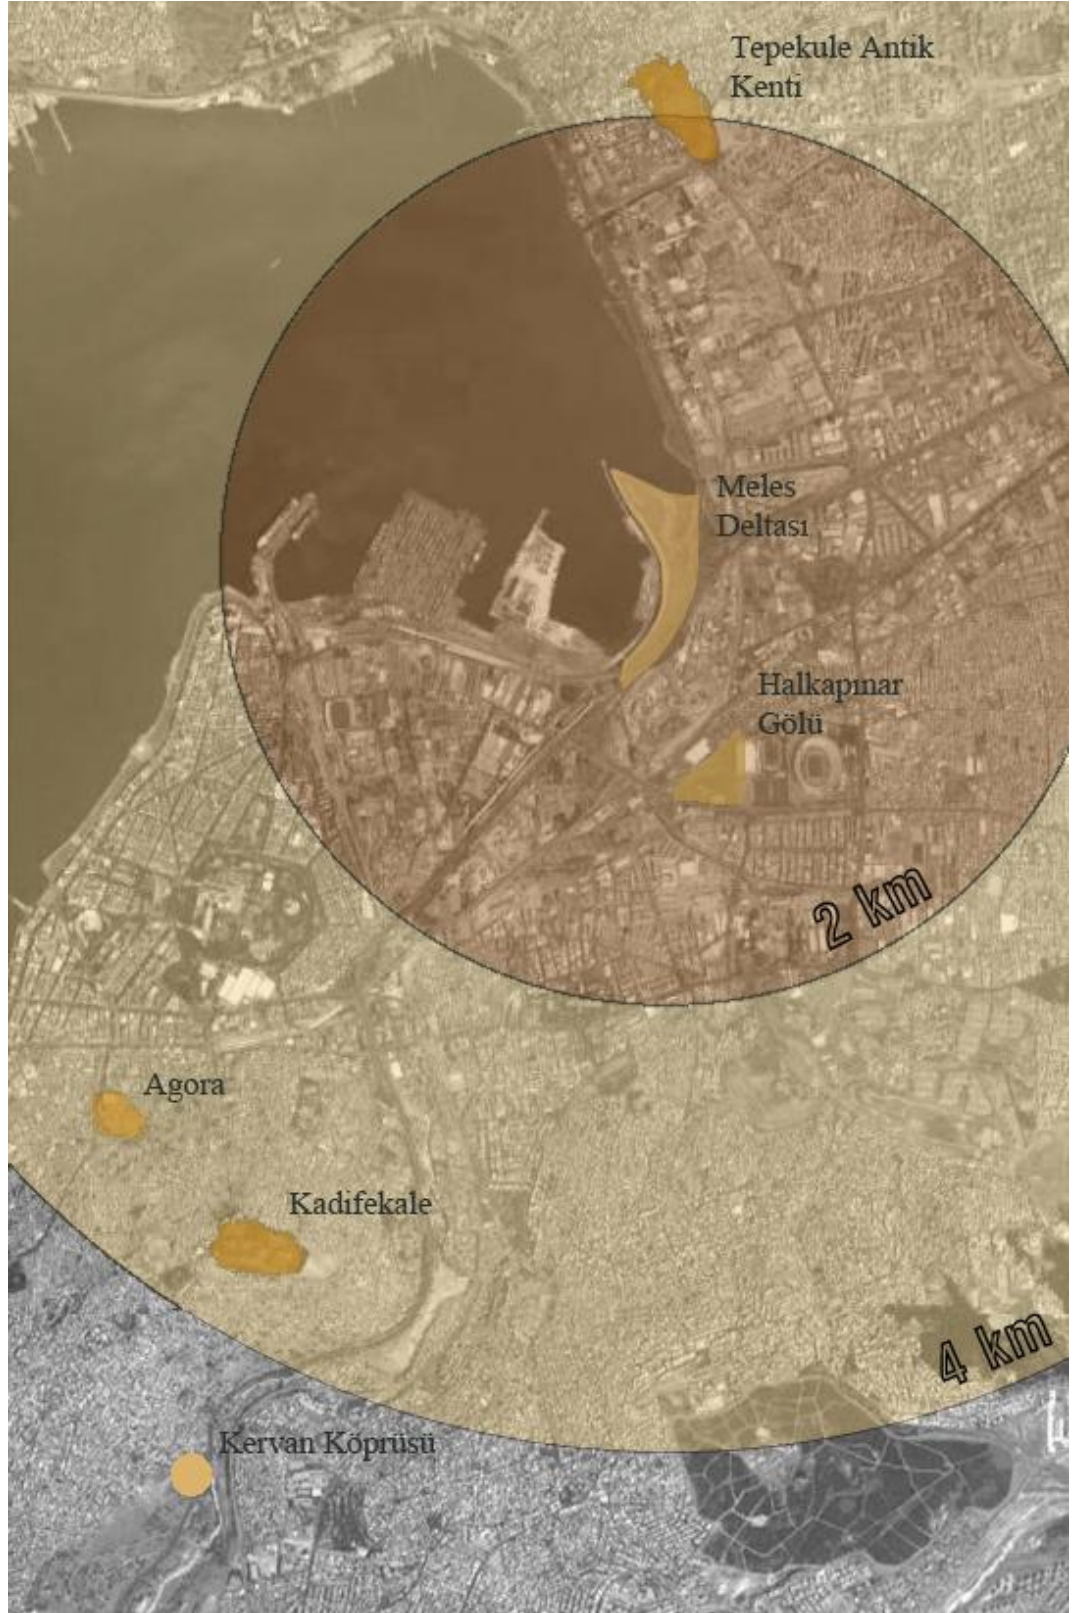 Tepekule Antik
Kenti
Meles
Deltası
Halkapınar
Gölü
2 km
Agora
Kadifekale
4 km
Kervan Köprüsü